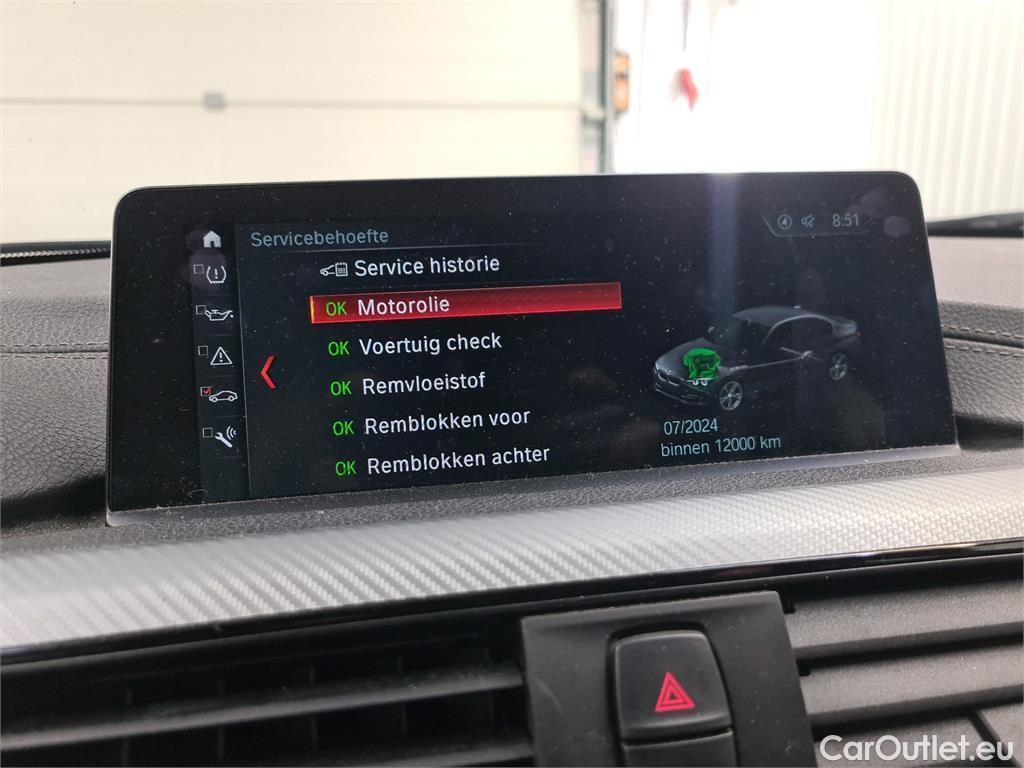 Servicebehoefte
8:51
Service historie
OK Motorolie
OK Voertuig check
OK Remvloeistof
OK Remblokken voor
OK Remblokken achter
07/2024
binnen 12000 km
CarOutlet.eu